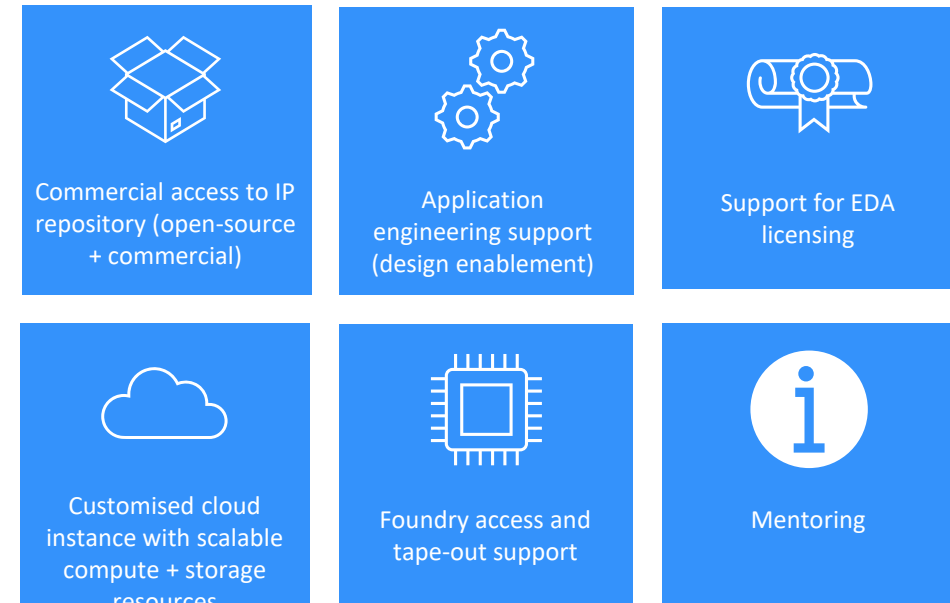 Commercial access to IP
repository (open-source
+ commercial)
Application
engineering support
(design enablement)
Support for EDA
licensing
Customised cloud
instance with scalable
compute + storage
resources
Foundry access and
tape-out support
Mentoring